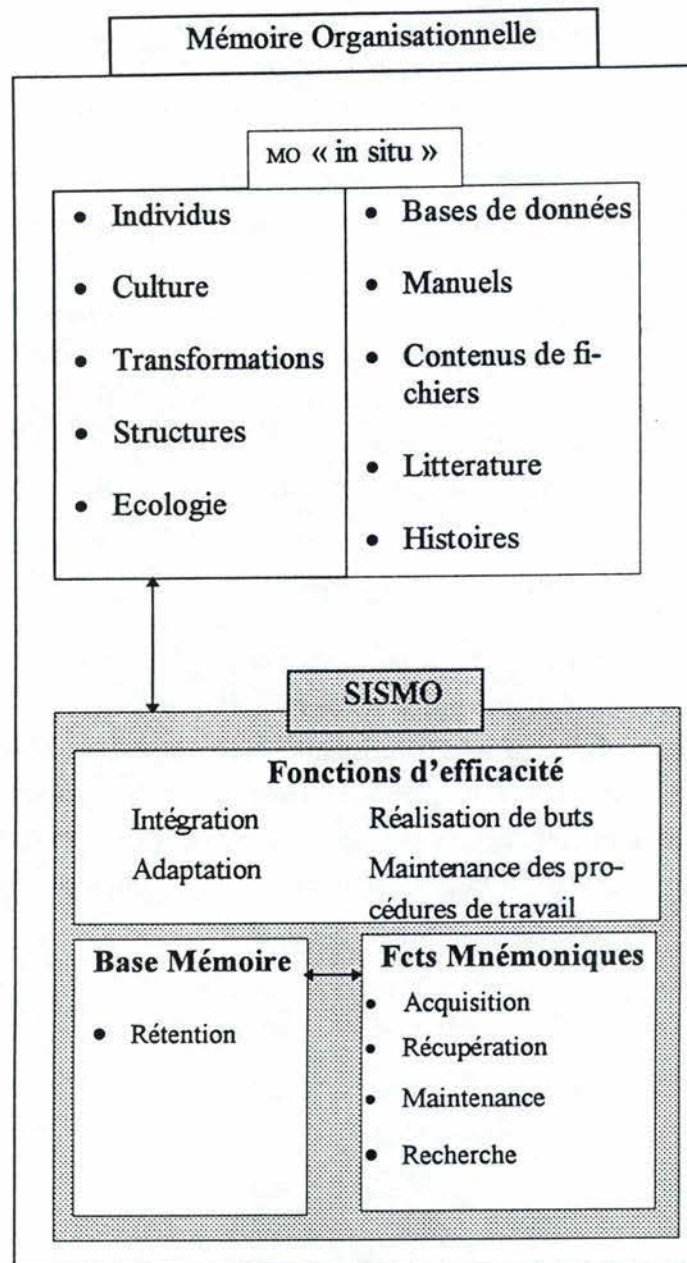 Mémoire Organisationnelle
MO « in situ »
• Individus
• Culture
• Transformations
• Structures
• Ecologie
• Bases de données
• Manuels
• Contenus de fi-
chiers
• Litterature
• Histoires
SISMO
Fonctions d'efficacité
Intégration
Adaptation
Réalisation de buts
Maintenance des pro-
cédures de travail
Base Mémoire
• Rétention
Fcts Mnémoniques
• Acquisition
• Récupération
• Maintenance
• Recherche